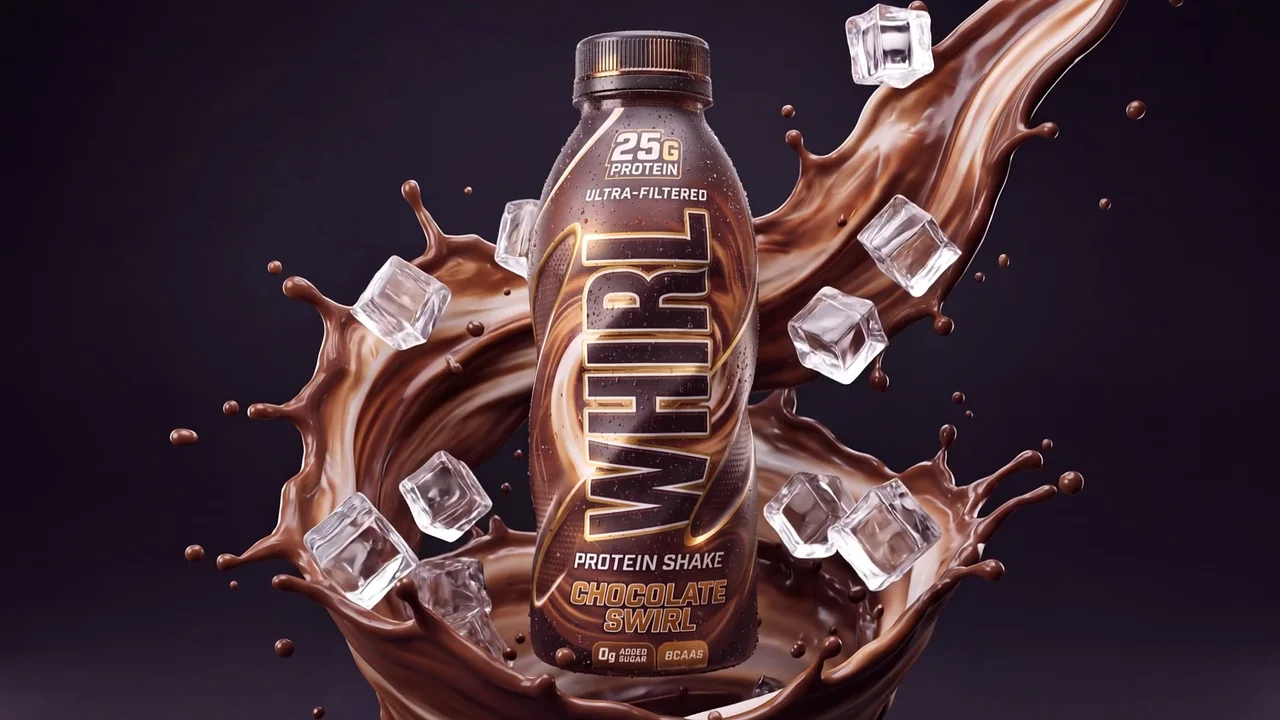 25G
PROTEIN
ULTRA-FILTERED
WHIRL
PROTEIN SHAKE
CHOCOLATE
SWIRL
0g ADDED SUGAR
BCAAS